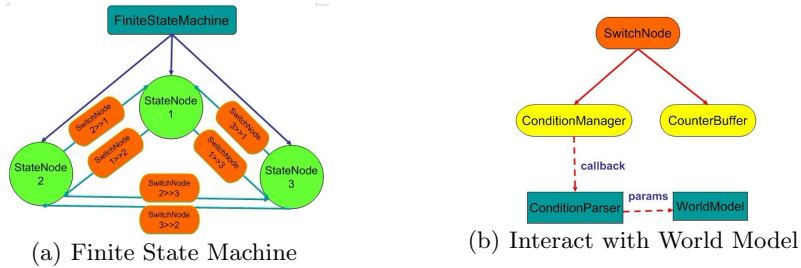 FiniteStateMachine
StateNode
1
SwitchNode
2>>1
SwitchNode
1>>2
SwitchNode
3>>1
SwitchNode
1>>3
StateNode
2
StateNode
3
SwitchNode
2>>3
SwitchNode
3>>2
(a) Finite State Machine
SwitchNode
ConditionManager
CounterBuffer
callback
ConditionParser
params
WorldModel
(b) Interact with World Model